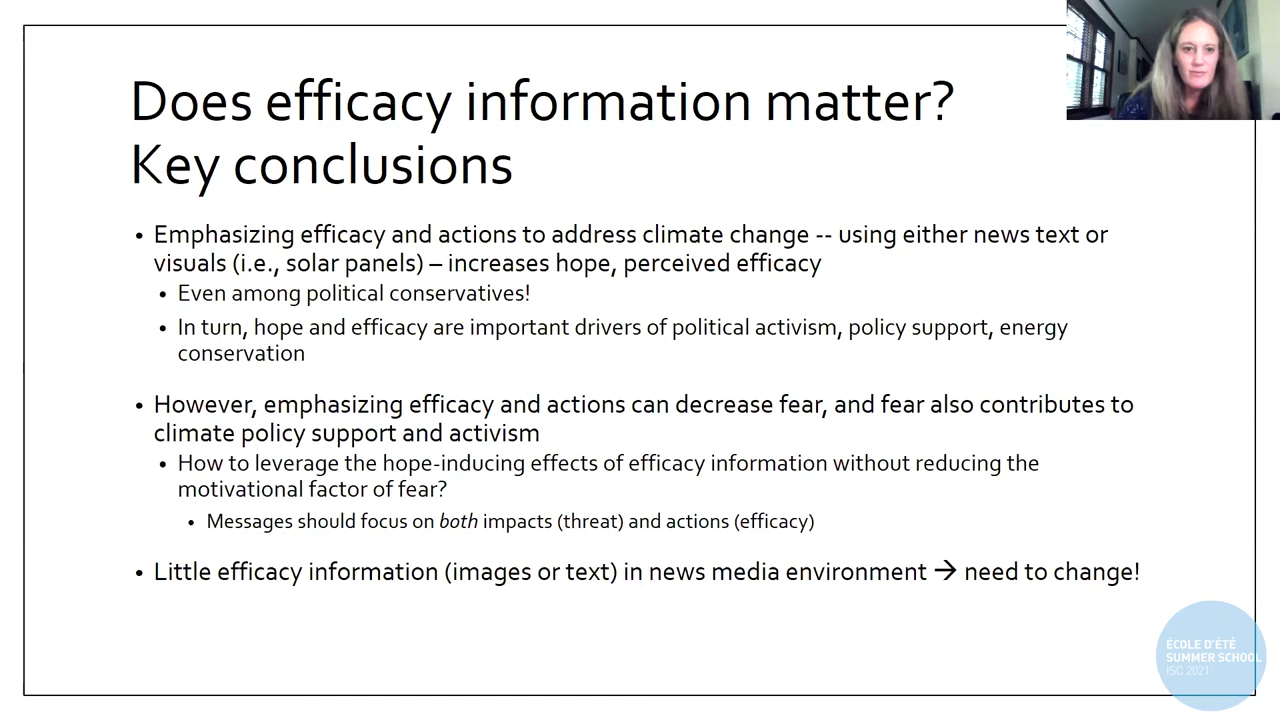 Does efficacy information matter?
Key conclusions
• Emphasizing efficacy and actions to address climate change -- using either news text or
visuals (i.e., solar panels) – increases hope, perceived efficacy
• Even among political conservatives!
• In turn, hope and efficacy are important drivers of political activism, policy support, energy
conservation
• However, emphasizing efficacy and actions can decrease fear, and fear also contributes to
climate policy support and activism
• How to leverage the hope-inducing effects of efficacy information without reducing the
motivational factor of fear?
• Messages should focus on both impacts (threat) and actions (efficacy)
• Little efficacy information (images or text) in news media environment → need to change!
ÉCOLE D'ÉTÉ
SUMMER SCHOOL
ISC 2021